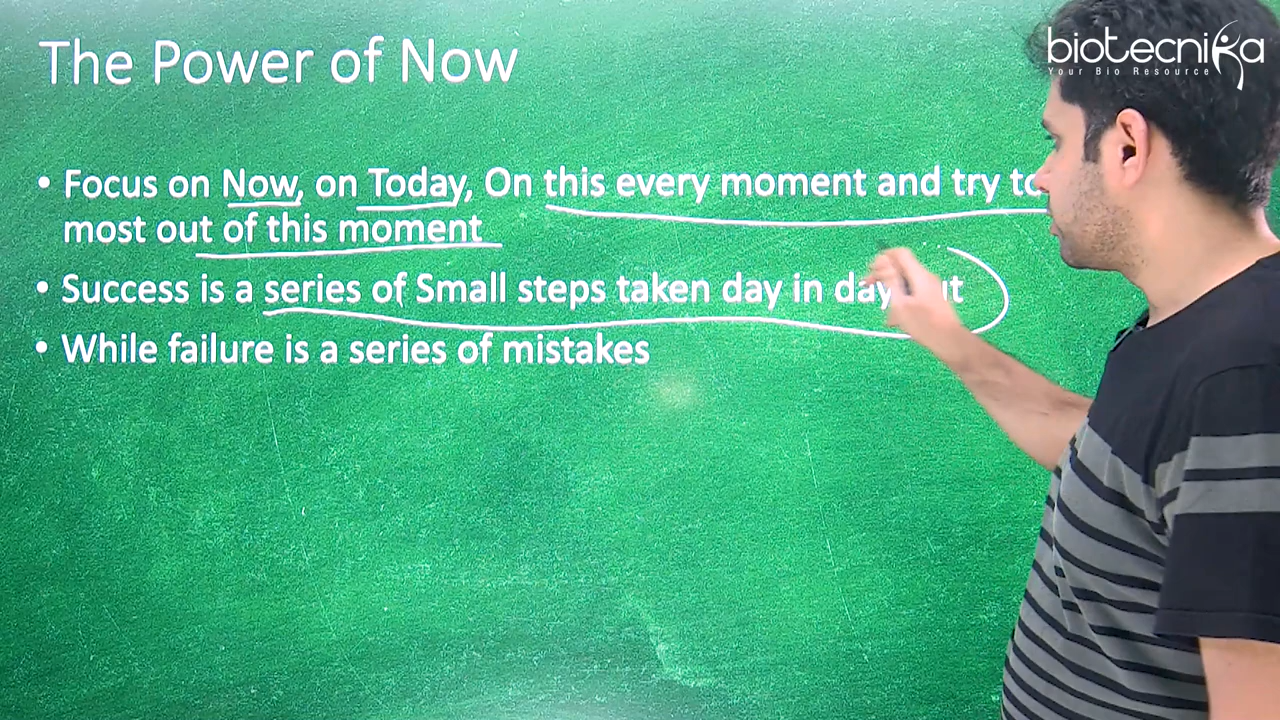 The Power of Now
biotecnika
Your Bio Resource
• Focus on Now, on Today, On this every moment and try to
most out of this moment
• Success is a series of Small steps taken day in day
• While failure is a series of mistakes